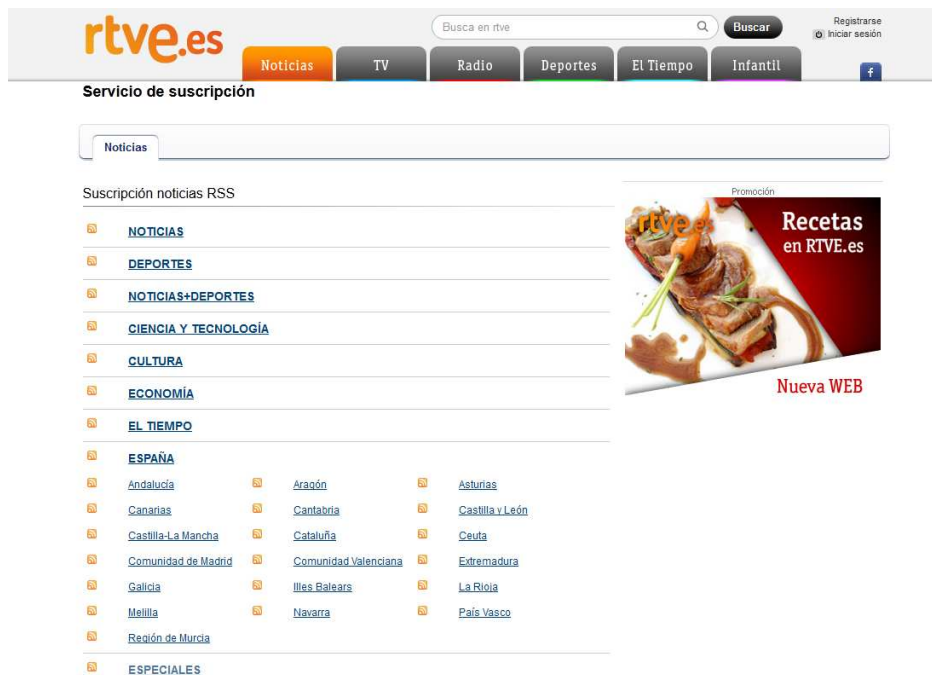 rtve.es
Busca en rtve
Buscar
Registrarse
Iniciar sesión
Noticias TV Radio Deportes El Tiempo Infantil
f
Servicio de suscripción
Noticias
Suscripción noticias RSS
NOTICIAS
DEPORTES
NOTICIAS+DEPORTES
CIENCIA Y TECNOLOGÍA
CULTURA
ECONOMÍA
EL TIEMPO
ESPAÑA
Andalucía Aragón Asturias
Canarias Cantabria Castilla y León
Castilla-La Mancha Cataluña Ceuta
Comunidad de Madrid Comunidad Valenciana Extremadura
Galicia Illes Balears La Rioja
Melilla Navarra País Vasco
Región de Murcia
ESPECIALES
Promoción
rtve.es
Recetas
en RTVE.es
Nueva WEB